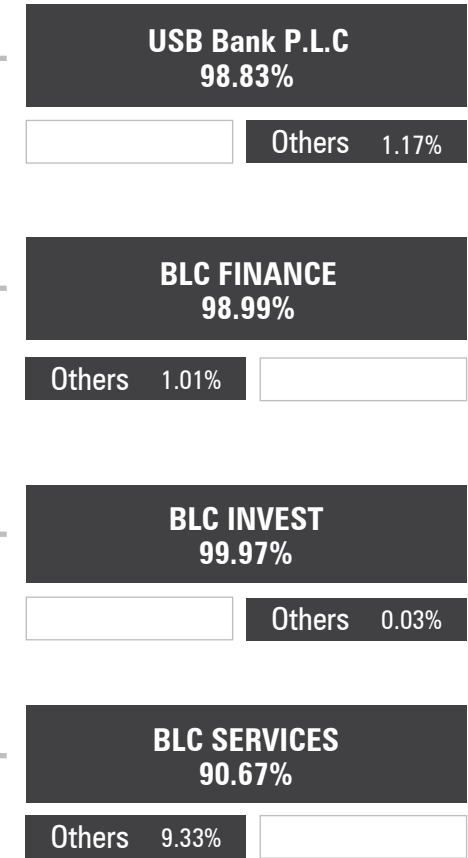 USB Bank P.L.C
98.83%
Others 1.17%
BLC FINANCE
98.99%
Others 1.01%
BLC INVEST
99.97%
Others 0.03%
BLC SERVICES
90.67%
Others 9.33%